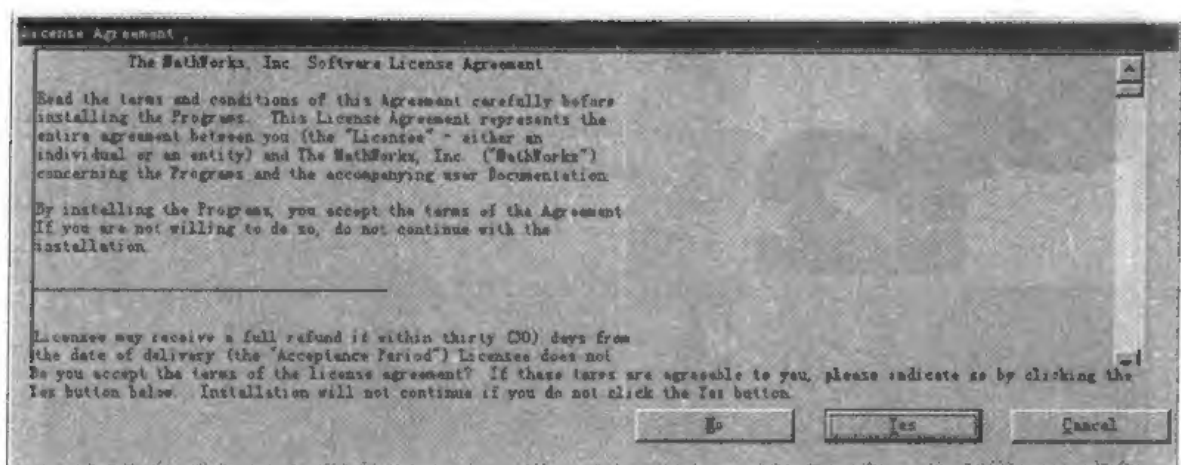 License Agreement
The MathWorks, Inc Software License Agreement
Read the terms and conditions of this Agreement carefully before
installing the Programs. This License Agreement represents the
entire agreement between you (the "Licensee" - either an
individual or an entity) and The MathWorks, Inc. ("MathWorks")
concerning the Programs and the accompanying user Documentation
By installing the Programs, you accept the terms of the Agreement
If you are not willing to do so, do not continue with the
installation
Licensee may receive a full refund if within thirty (30) days from
the date of delivery (the "Acceptance Period") Licensee does not
Do you accept the terms of the license agreement? If these terms are agreeable to you, please indicate so by clicking the
Yes button below. Installation will not continue if you do not click the Yes button
No
Yes
Cancel